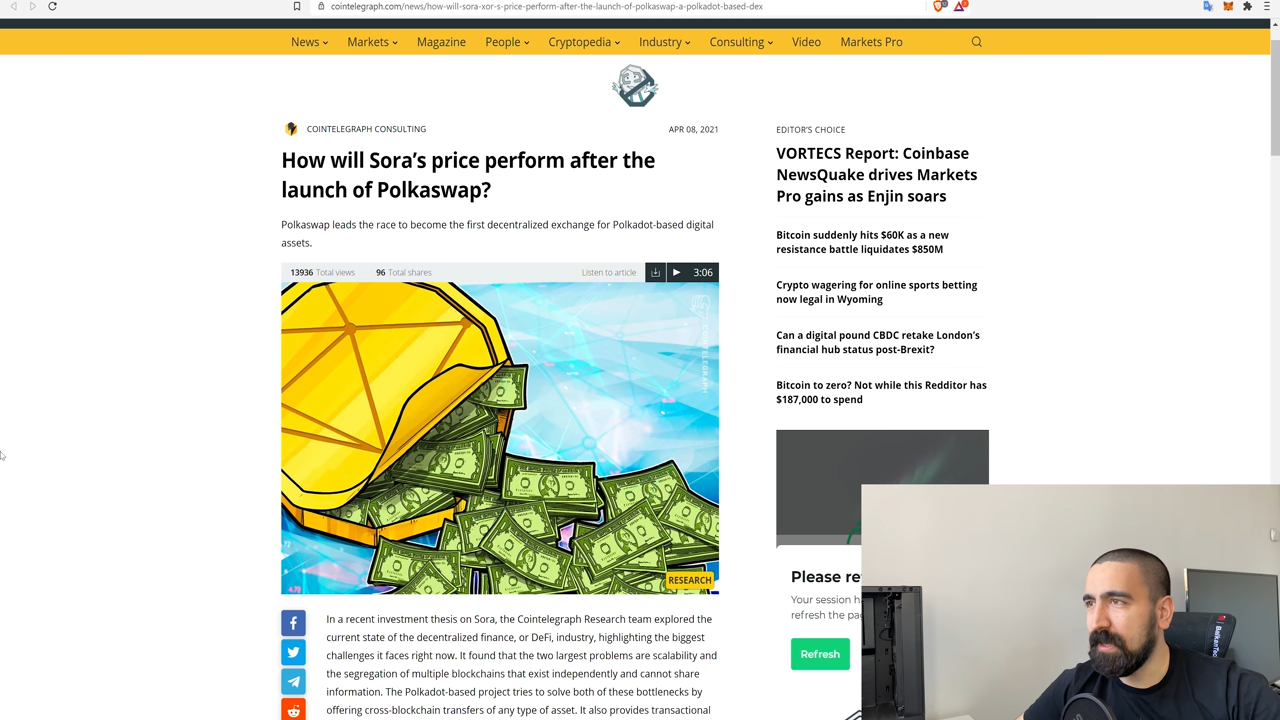 cointelegraph.com/news/how-will-sora-xor-s-price-perform-after-the-launch-of-polkaswap-a-polkadot-based-dex
News
Markets
Magazine
People
Cryptopedia
Industry
Consulting
Video
Markets Pro
COINTELEGRAPH CONSULTING
APR 08, 2021
How will Sora's price perform after the
launch of Polkaswap?
Polkaswap leads the race to become the first decentralized exchange for Polkadot-based digital
assets.
13936 Total views
96 Total shares
Listen to article
3:06
COINTELEGRAPH
RESEARCH
In a recent investment thesis on Sora, the Cointelegraph Research team explored the
current state of the decentralized finance, or DeFi, industry, highlighting the biggest
challenges it faces right now. It found that the two largest problems are scalability and
the segregation of multiple blockchains that exist independently and cannot share
information. The Polkadot-based project tries to solve both of these bottlenecks by
offering cross-blockchain transfers of any type of asset. It also provides transactional
EDITOR'S CHOICE
VORTECS Report: Coinbase
NewsQuake drives Markets
Pro gains as Enjin soars
Bitcoin suddenly hits $60K as a new
resistance battle liquidates $850M
Crypto wagering for online sports betting
now legal in Wyoming
Can a digital pound CBDC retake London's
financial hub status post-Brexit?
Bitcoin to zero? Not while this Redditor has
$187,000 to spend
Please re
Your session h
refresh the pa
Refresh